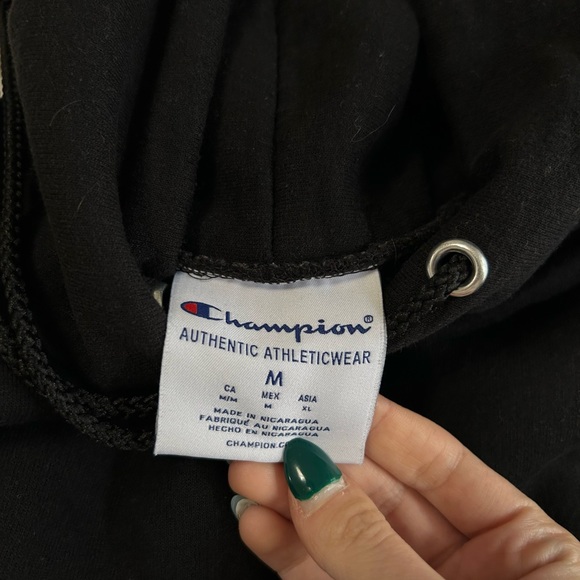 Champion®
AUTHENTIC ATHLETICWEAR
M
CA MEX ASIA
M/M M XL
MADE IN NICARAGUA
FABRIQUÉ AU NICARAGUA
HECHO EN NICARAGUA